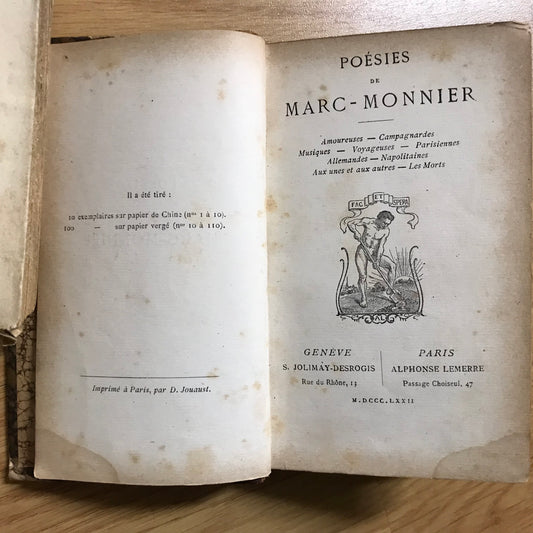 Il a été tiré :
10 exemplaires sur papier de Chine (nos 1 à 10).
100 — sur papier vergé (nos 10 à 110).
Imprimé à Paris, par D. Jouaust.
POÉSIES
DE
MARC-MONNIER
Amoureuses — Campagnardes
Musiques — Voyageuses — Parisiennes
Allemandes — Napolitaines
Aux unes et aux autres — Les Morts
FAC ET SPERA
AL
GENÈVE
S. JOLIMAY-DESROGIS
Rue du Rhône, 13
PARIS
ALPHONSE LEMERRE
Passage Choiseul, 47
M.DCCC.LXXII